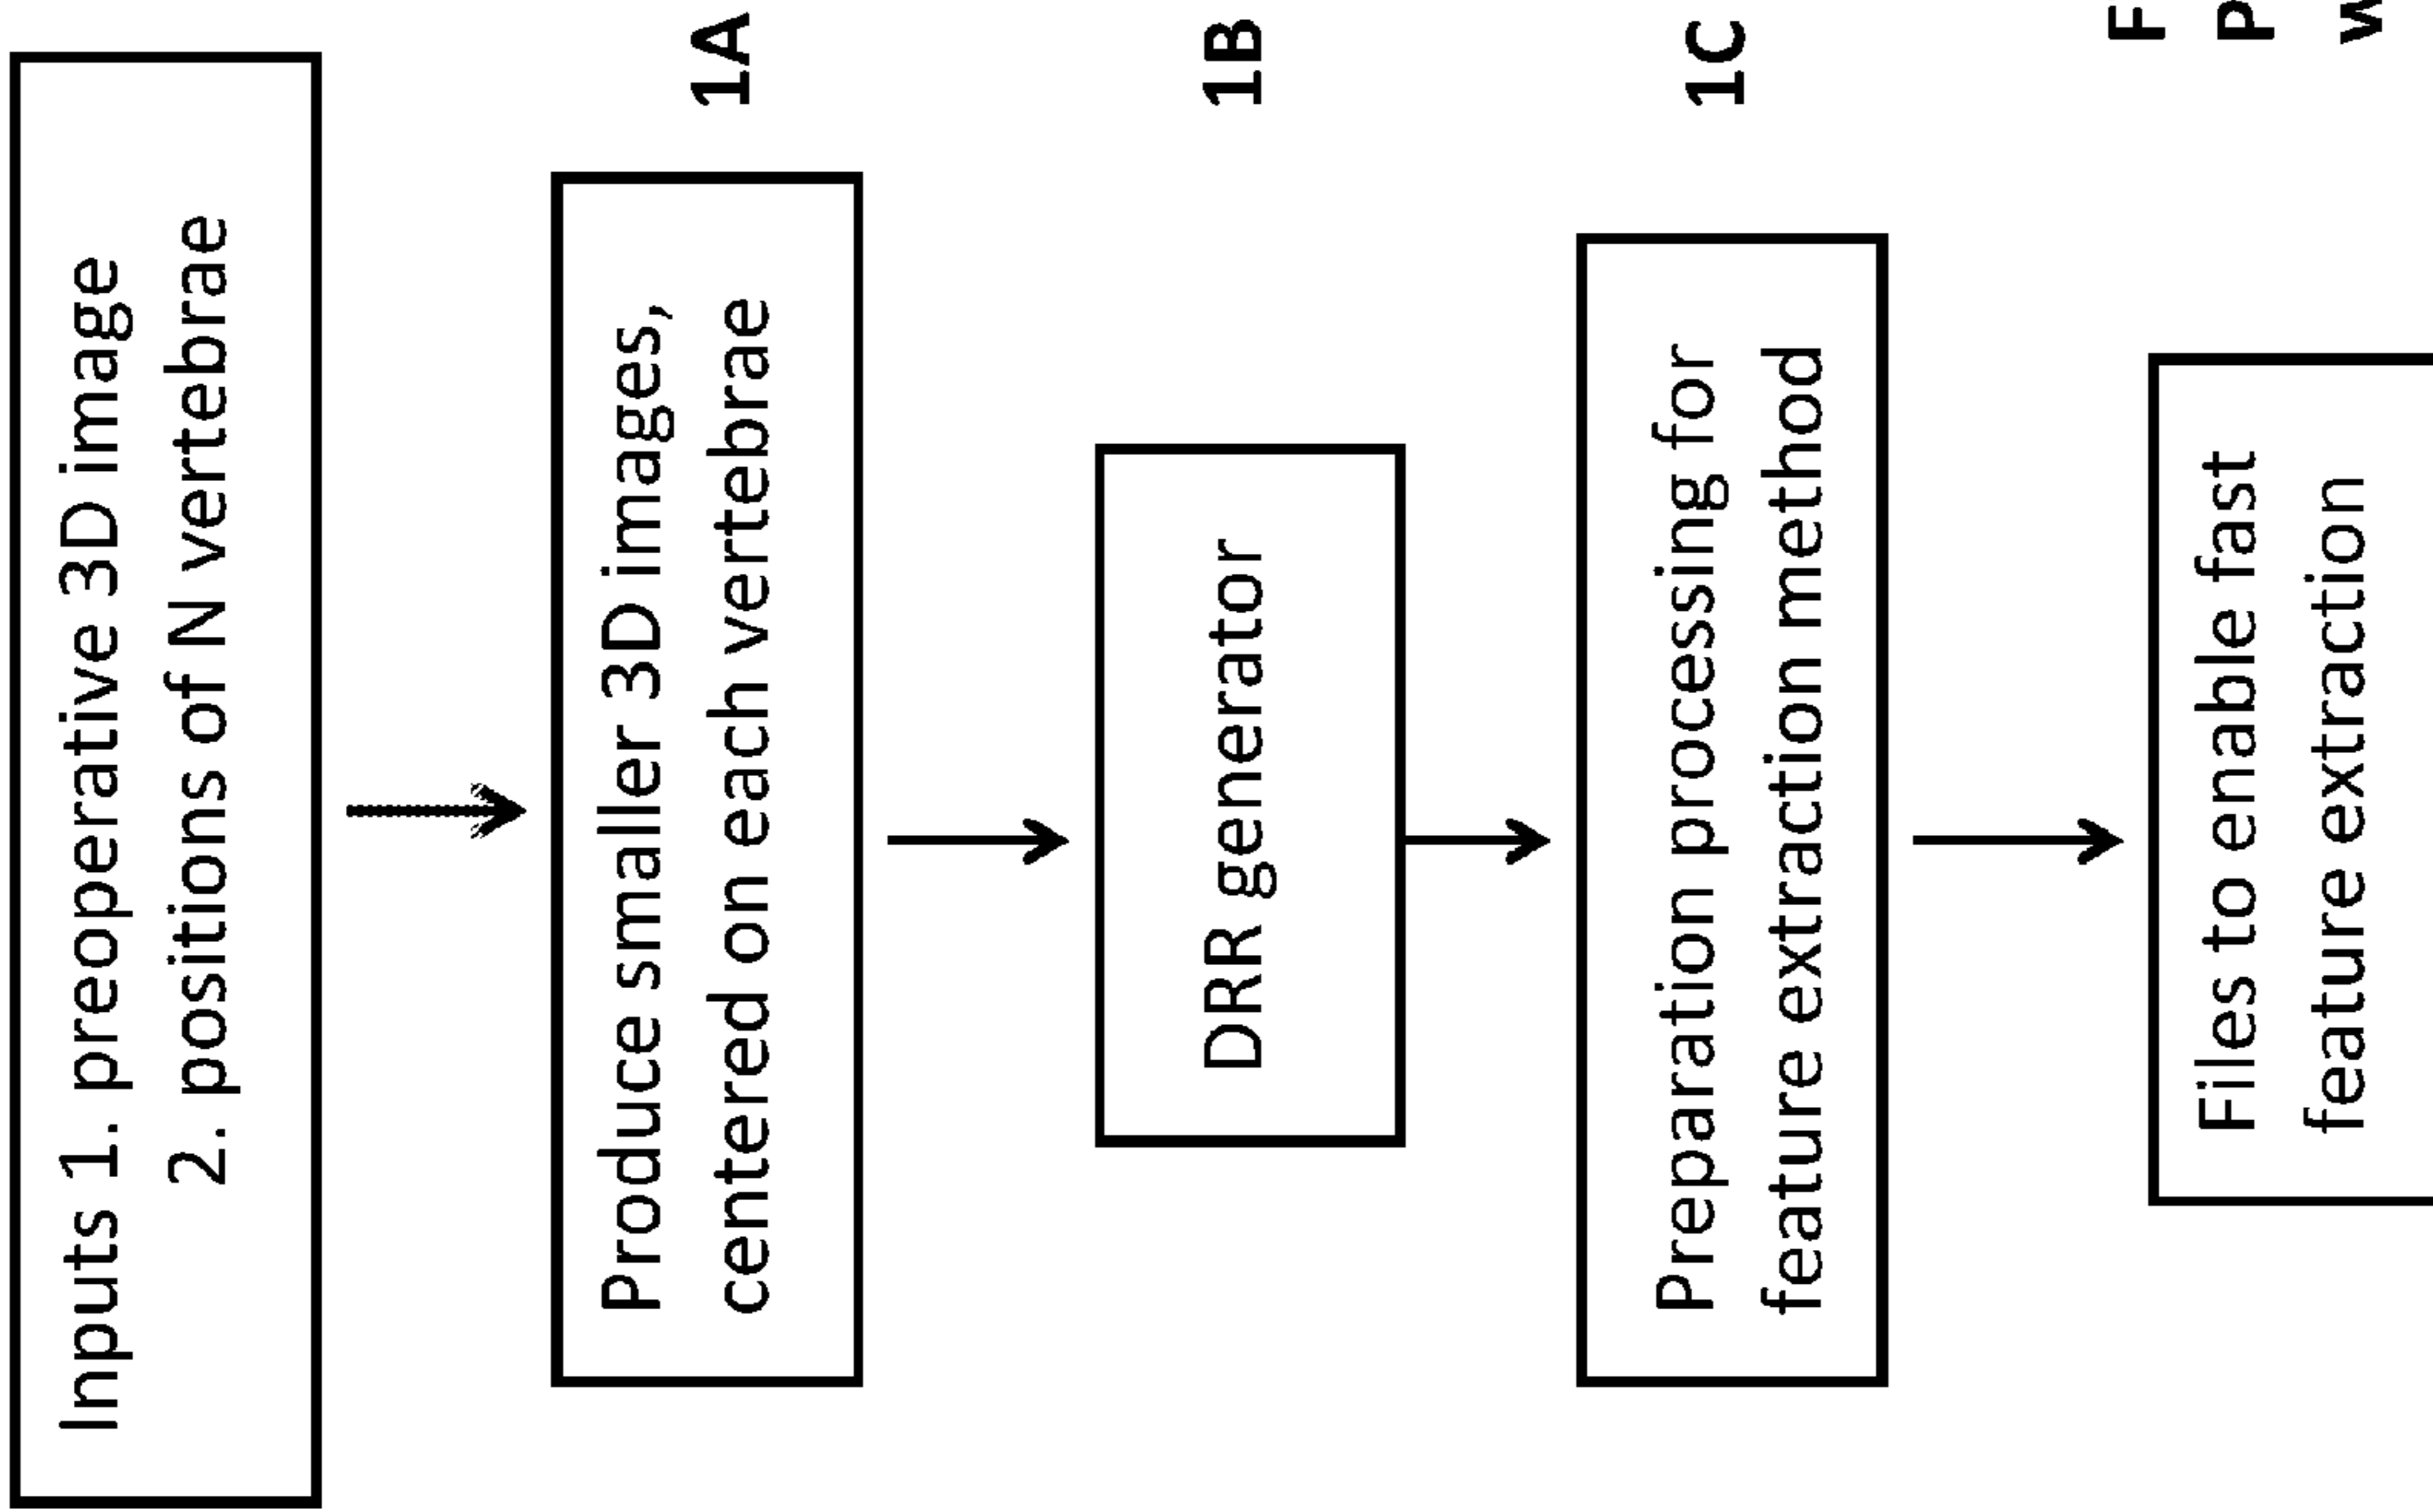 Inputs 1. preoperative 3D image
2. positions of N vertebrae
Produce smaller 3D images,
centered on each vertebrae
1A
DRR generator
1B
Preparation processing for
feature extraction method
1C
Files to enable fast
feature extraction